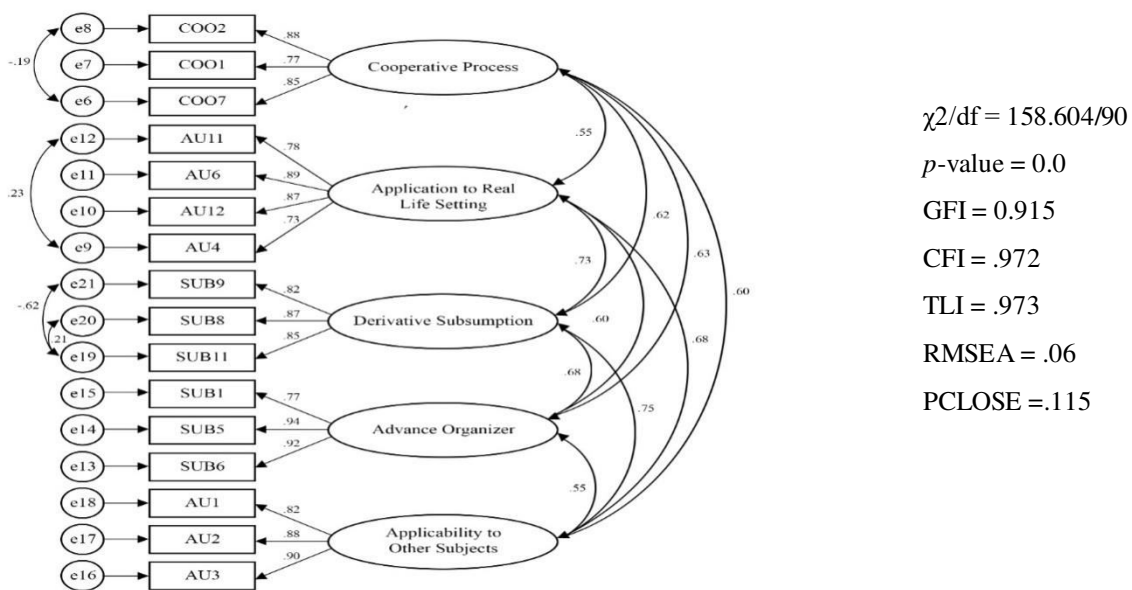 e8 COO2 .88
-.19 e7 COO1 .77 Cooperative Process
e6 COO7 .85
e12 AU11 .78 .55
e11 AU6 .89 Application to Real
Life Setting
.23 e10 AU12 .87 .62
e9 AU4 .73 .63
e21 SUB9 .82 .73
-.62 e20 SUB8 .87 Derivative Subsumption .60 .60
.21 e19 SUB11 .85 .68
e15 SUB1 .77 .68
e14 SUB5 .94 Advance Organizer .75
e13 SUB6 .92
e18 AU1 .82 .55
e17 AU2 .88 Applicability to
Other Subjects
e16 AU3 .90
χ2/df = 158.604/90
p-value = 0.0
GFI = 0.915
CFI = .972
TLI = .973
RMSEA = .06
PCLOSE =.115